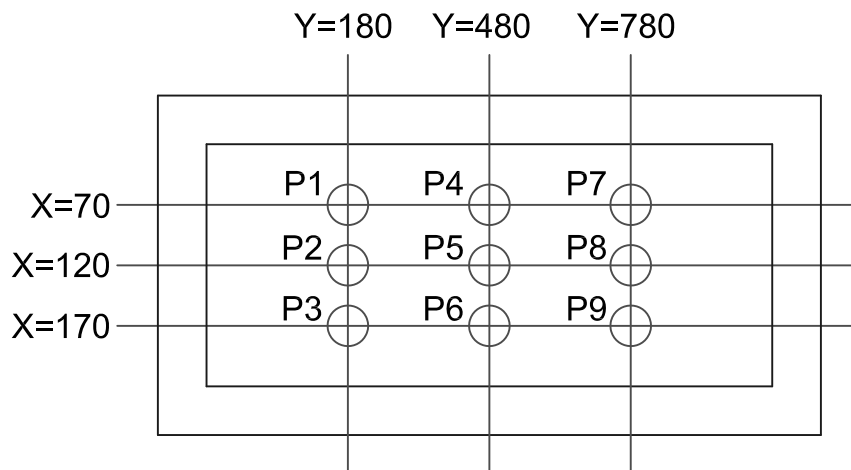 Y=180 Y=480 Y=780
P1 P4 P7
X=70
P2 P5 P8
X=120
P3 P6 P9
X=170